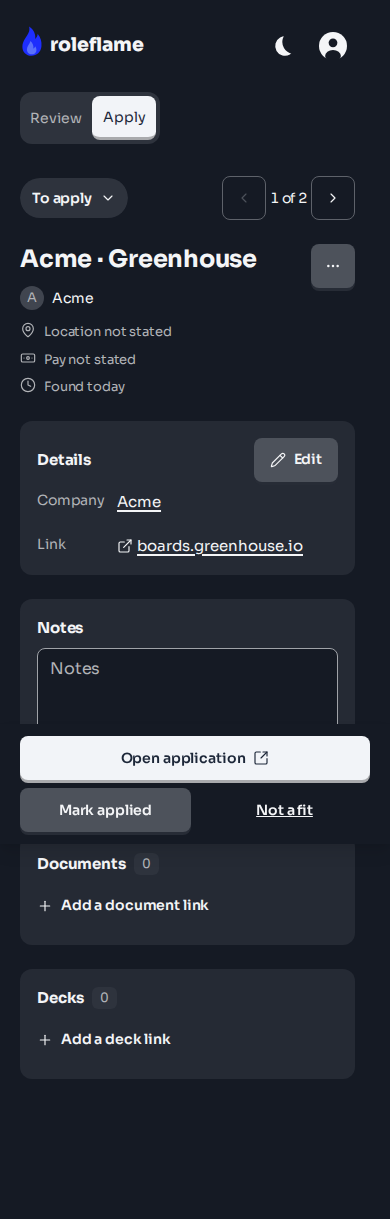 roleflame
Review Apply
To apply 1 of 2
Acme · Greenhouse
...
A Acme
Location not stated
Pay not stated
Found today
Details Edit
Company Acme
Link boards.greenhouse.io
Notes
Notes
Open application
Mark applied Not a fit
Documents 0
+ Add a document link
Decks 0
+ Add a deck link